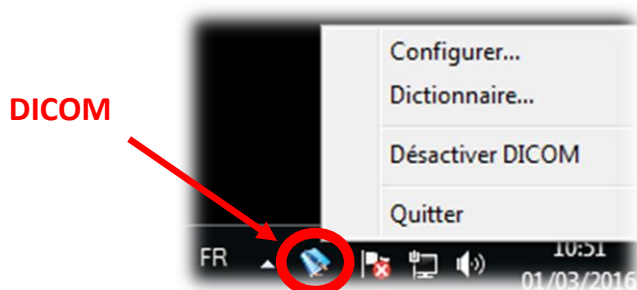 Configurer...
DICOM
Dictionnaire...
Désactiver DICOM
Quitter
FR
10:51
01/03/2016